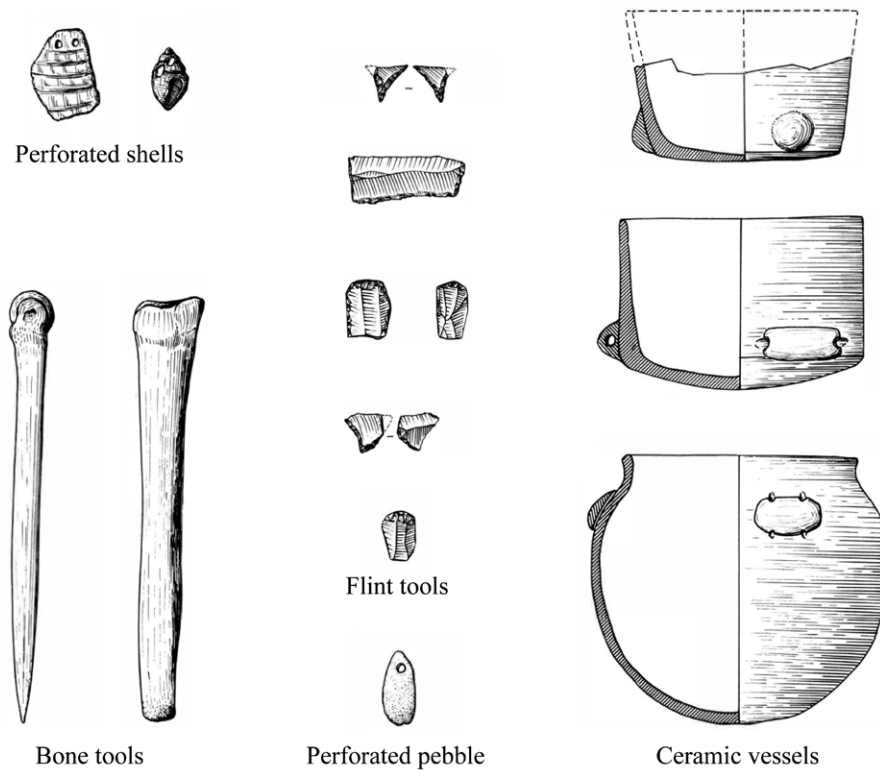 Perforated shells
Flint tools
Bone tools
Perforated pebble
Ceramic vessels